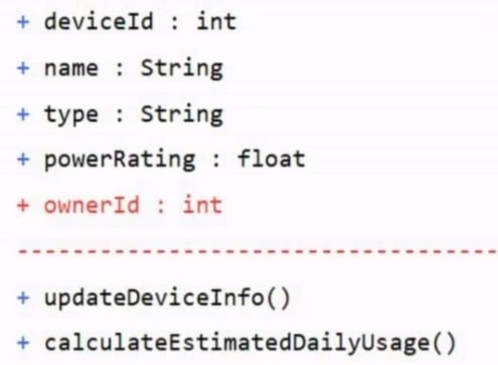 + deviceId : int
+ name : String
+ type : String
+ powerRating : float
+ ownerId : int
-----------------------------------
+ updateDeviceInfo()
+ calculateEstimatedDailyUsage()